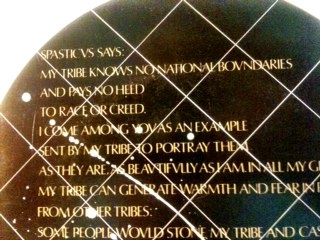 SPASTICVS SAYS:
MY TRIBE KNOWS NO NATIONAL BOVNDARIES
AND PAYS NO HEED
TO RACE OR CREED.
I COME AMONG YOV AS AN EXAMPLE
SENT BY MY TRIBE TO PORTRAY THEM
AS THEY ARE. AS BEAVTIFVLLY AS I AM. IN ALL MY
MY TRIBE CAN GENERATE WARMTH AND FEAR IN
FROM OTHER TRIBES:
SOME PEOPLE WOVLD STONE MY TRIBE AND